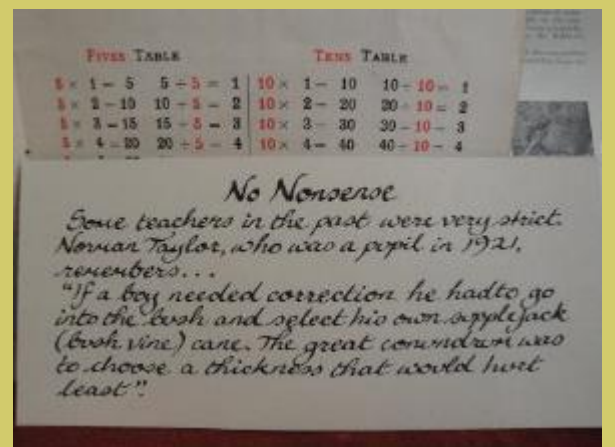 FIVES TABLE TENS TABLE
5 × 1 = 5 5 ÷ 5 = 1 10 × 1 = 10 10 ÷ 10 = 1
5 × 2 = 10 10 ÷ 5 = 2 10 × 2 = 20 20 ÷ 10 = 2
5 × 3 = 15 15 ÷ 5 = 3 10 × 3 = 30 30 ÷ 10 = 3
5 × 4 = 20 20 ÷ 5 = 4 10 × 4 = 40 40 ÷ 10 = 4
No Nonsense
Some teachers in the past were very strict.
Norman Taylor, who was a pupil in 1921,
remembers...
"If a boy needed correction he had to go
into the bush and select his own supplejack
(bush vine) cane. The great conundrum was
to choose a thickness that would hurt
least".